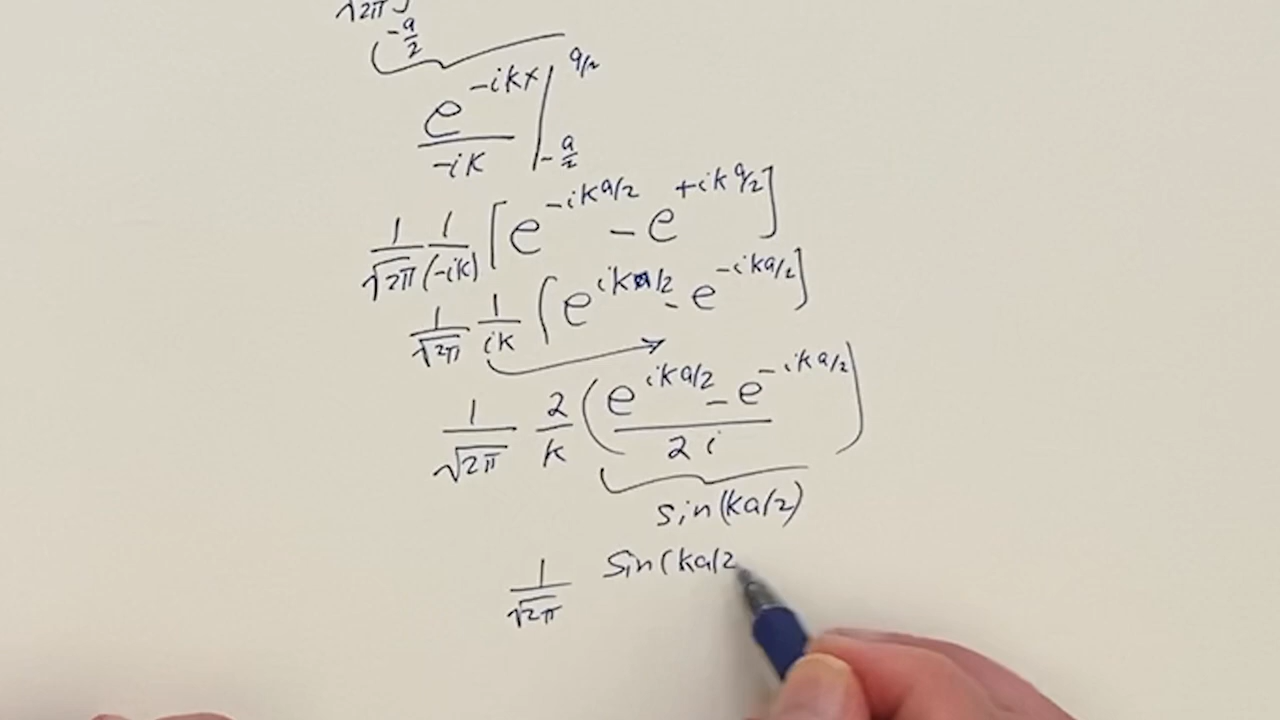 √2π
-a/2
e^-ikx / -ik |_-a/2^a/2
1/√2π 1/(-ik) [e^-ika/2 - e^+ika/2]
1/√2π 1/ik [e^ika/2 - e^-ika/2]
1/√2π 2/k (e^ika/2 - e^-ika/2 / 2i)
sin(ka/2)
1/√2π sin(ka/2